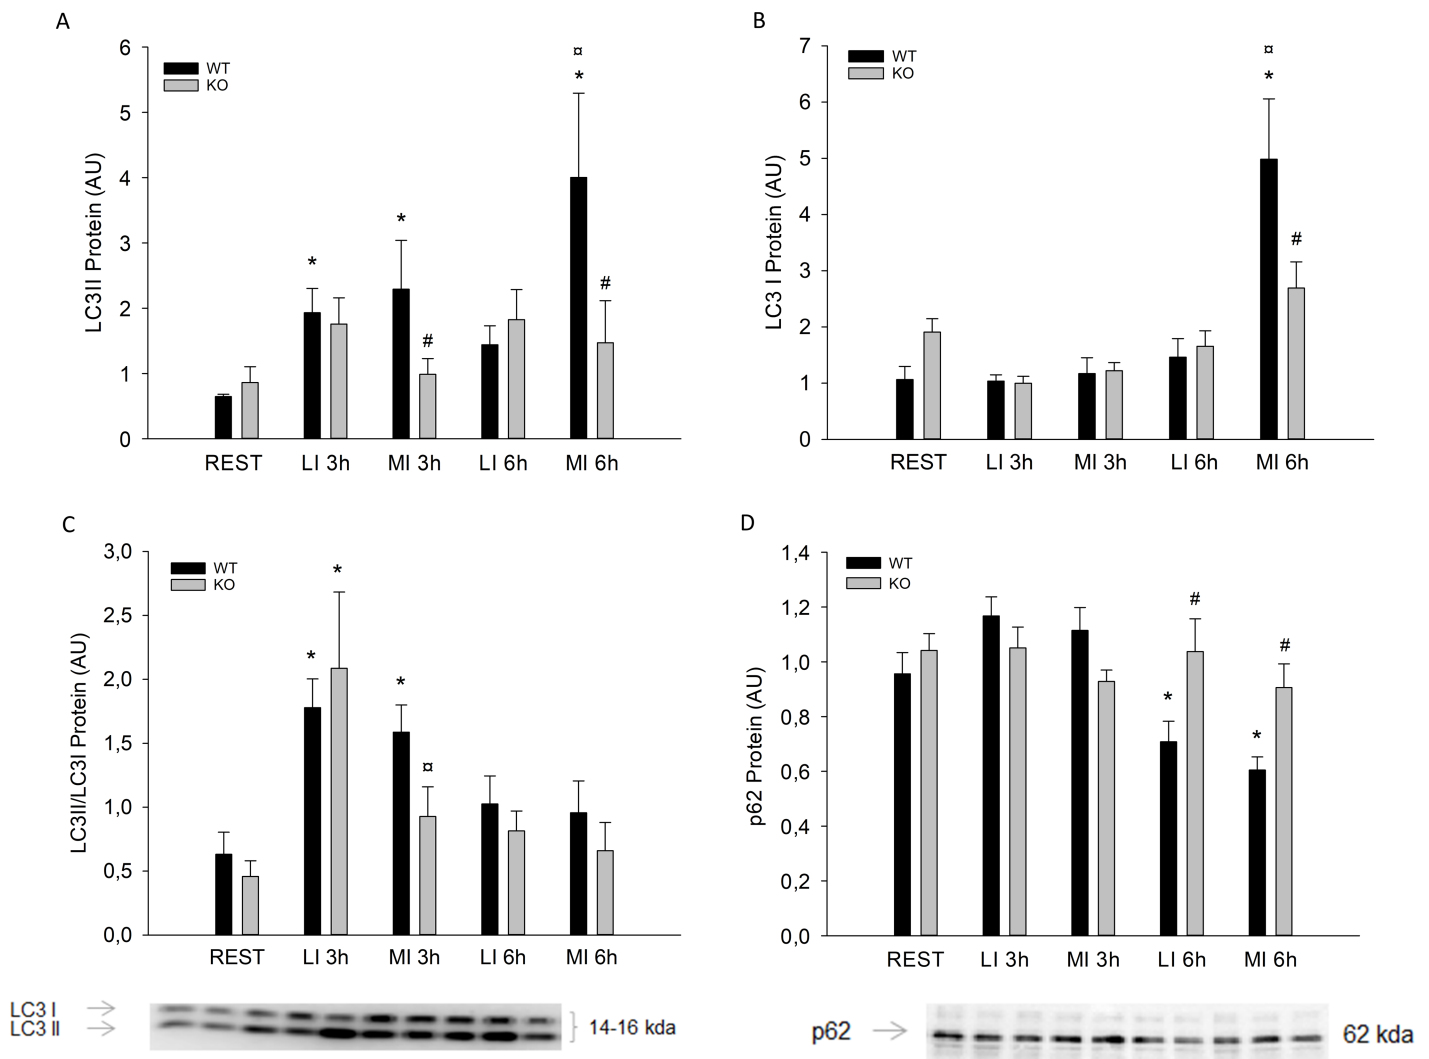 A
LC3II Protein (AU)
6
5
4
3
2
1
0
WT
KO
*
*
#
¤
*
#
REST LI 3h MI 3h LI 6h MI 6h
B
LC3 I Protein (AU)
7
6
5
4
3
2
1
0
WT
KO
¤
*
#
REST LI 3h MI 3h LI 6h MI 6h
C
LC3II/LC3I Protein (AU)
3,0
2,5
2,0
1,5
1,0
0,5
0,0
WT
KO
*
*
*
¤
REST LI 3h MI 3h LI 6h MI 6h
LC3 I
LC3 II
14-16 kda
D
p62 Protein (AU)
1,4
1,2
1,0
0,8
0,6
0,4
0,2
0,0
WT
KO
*
#
*
#
REST LI 3h MI 3h LI 6h MI 6h
p62
62 kda